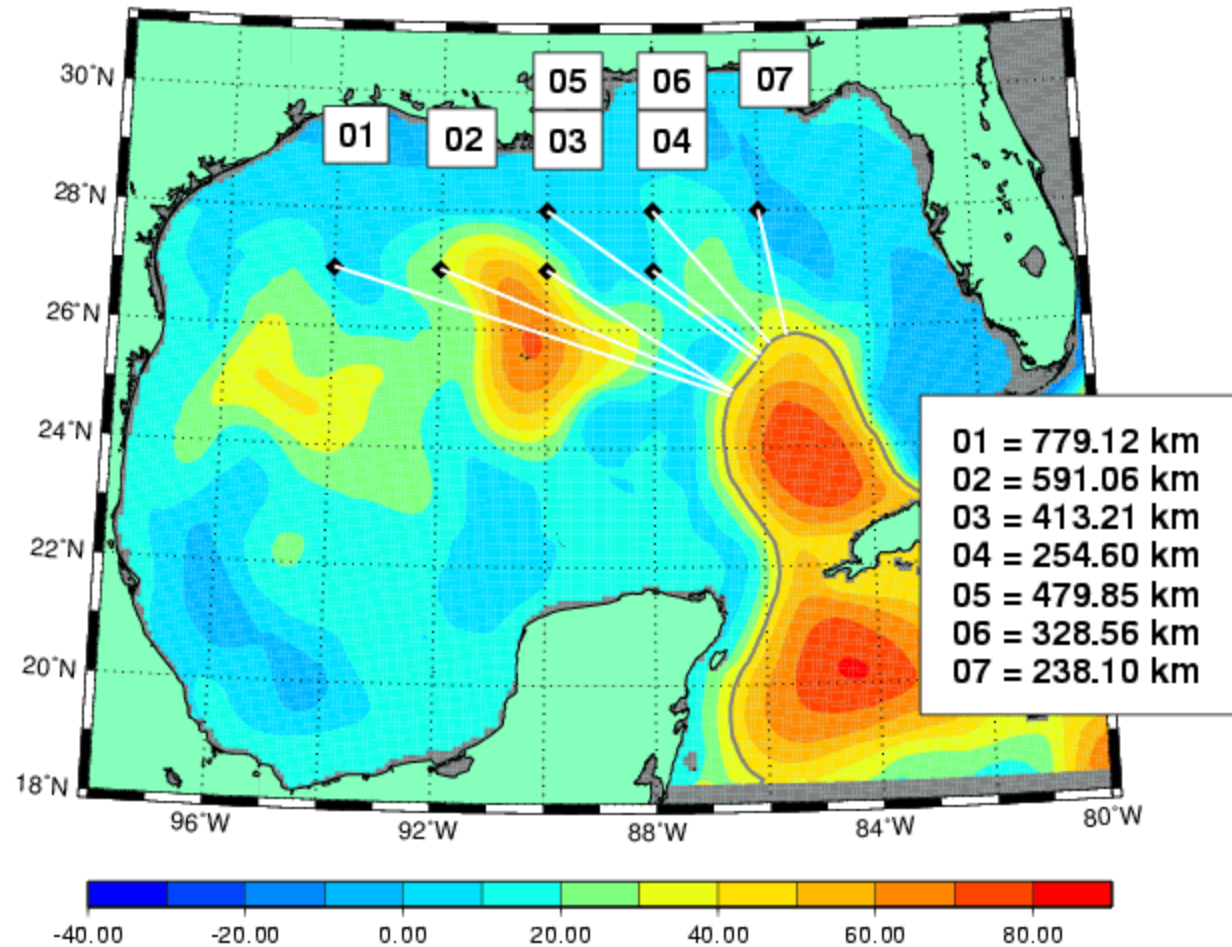 30°N
05 06 07
01 02 03 04
28°N
26°N
24°N
01 = 779.12 km
02 = 591.06 km
03 = 413.21 km
04 = 254.60 km
05 = 479.85 km
06 = 328.56 km
07 = 238.10 km
22°N
20°N
18°N
96°W 92°W 88°W 84°W 80°W
-40.00 -20.00 0.00 20.00 40.00 60.00 80.00